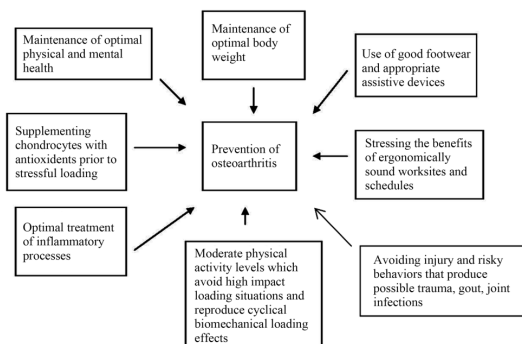 Maintenance of optimal
physical and mental
health
Maintenance of
optimal body
weight
Use of good footwear
and appropriate
assistive devices
Supplementing
chondrocytes with
antioxidents prior to
stressful loading
Prevention of
osteoarthritis
Stressing the benefits
of ergonomically
sound worksites and
schedules
Optimal treatment
of inflammatory
processes
Moderate physical
activity levels which
avoid high impact
loading situations and
reproduce cyclical
biomechanical loading
effects
Avoiding injury and risky
behaviors that produce
possible trauma, gout, joint
infections